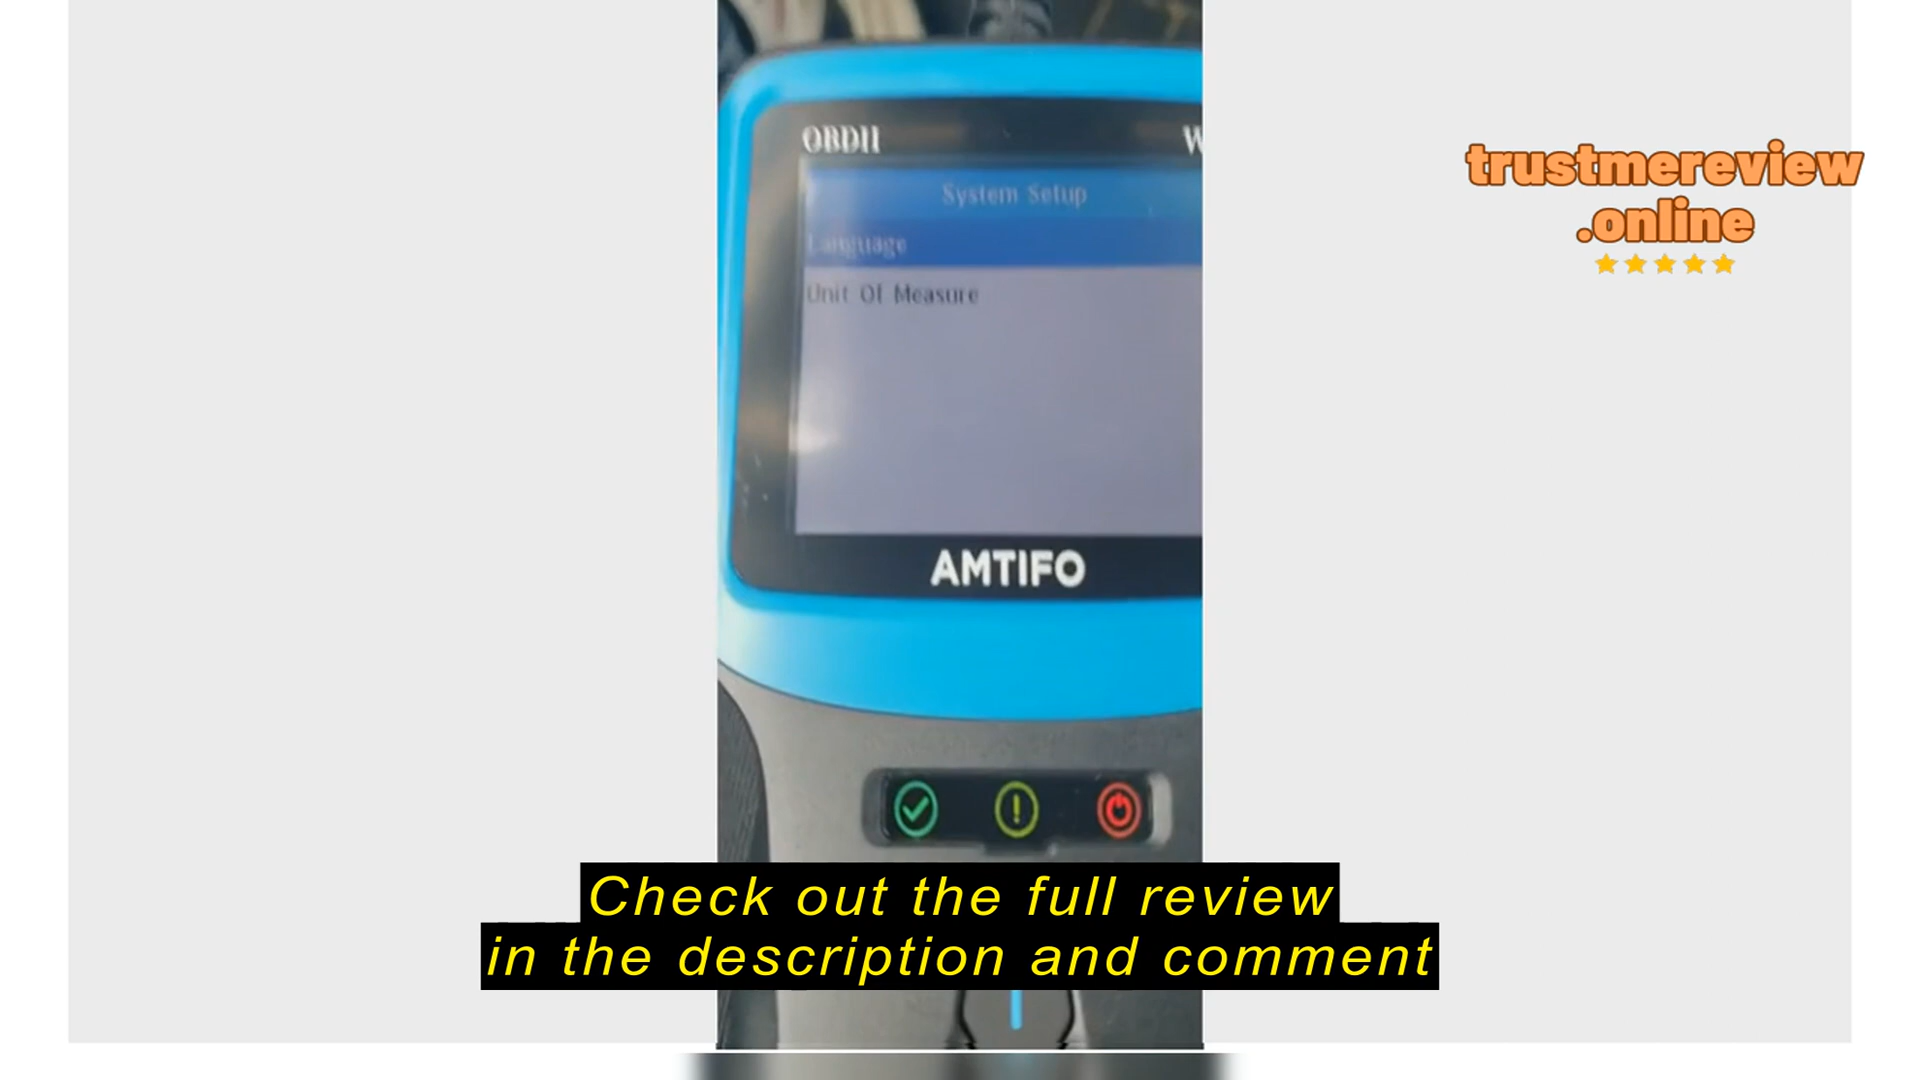 OBDII
System Setup
Language
Unit Of Measure
AMTIFO
trustmereview
.online
Check out the full review
in the description and comment